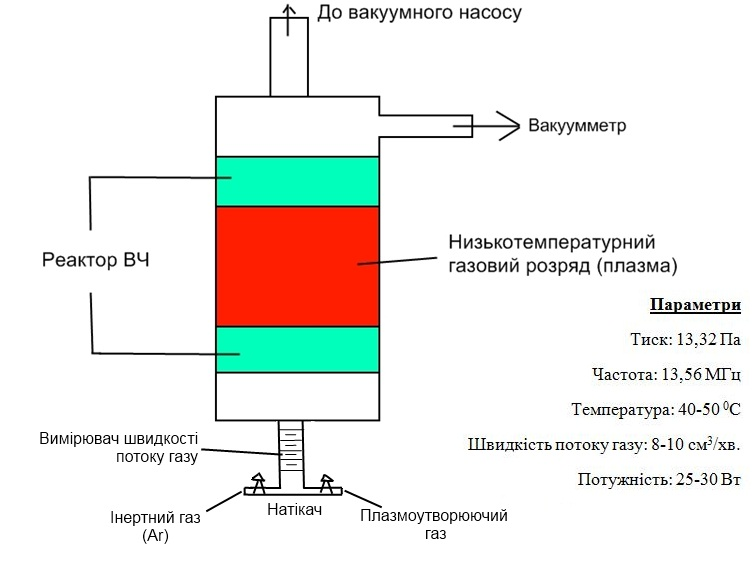 До вакуумного насосу
Вакуумметр
Реактор ВЧ
Низькотемпературний
газовий розряд (плазма)
Параметри
Тиск: 13,32 Па
Частота: 13,56 МГц
Температура: 40-50 ⁰С
Швидкість потоку газу: 8-10 см³/хв.
Потужність: 25-30 Вт
Вимірювач швидкості
потоку газу
Натікач
Інертний газ
(Ar)
Плазмоутворюючий
газ